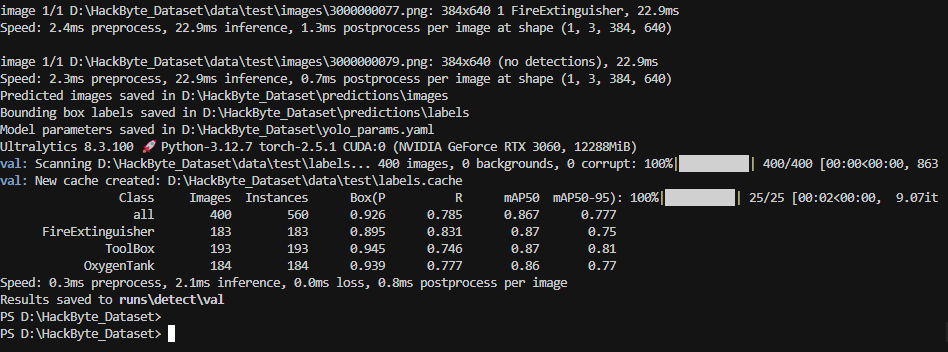 image 1/1 D:\HackByte_Dataset\data\test\images\3000000077.png: 384x640 1 FireExtinguisher, 22.9ms
Speed: 2.4ms preprocess, 22.9ms inference, 1.3ms postprocess per image at shape (1, 3, 384, 640)
image 1/1 D:\HackByte_Dataset\data\test\images\3000000079.png: 384x640 (no detections), 22.9ms
Speed: 2.3ms preprocess, 22.9ms inference, 0.7ms postprocess per image at shape (1, 3, 384, 640)
Predicted images saved in D:\HackByte_Dataset\predictions\images
Bounding box labels saved in D:\HackByte_Dataset\predictions\labels
Model parameters saved in D:\HackByte_Dataset\yolo_params.yaml
Ultralytics 8.3.100 🚀 Python-3.12.7 torch-2.5.1 CUDA:0 (NVIDIA GeForce RTX 3060, 12288MiB)
val: Scanning D:\HackByte_Dataset\data\test\labels... 400 images, 0 backgrounds, 0 corrupt: 100%|██████████| 400/400 [00:00<00:00, 863
val: New cache created: D:\HackByte_Dataset\data\test\labels.cache
Class Images Instances Box(P R mAP50 mAP50-95): 100%|██████████| 25/25 [00:02<00:00, 9.07it
all 400 560 0.926 0.785 0.867 0.777
FireExtinguisher 183 183 0.895 0.831 0.87 0.75
ToolBox 193 193 0.945 0.746 0.87 0.81
OxygenTank 184 184 0.939 0.777 0.86 0.77
Speed: 0.3ms preprocess, 2.1ms inference, 0.0ms loss, 0.8ms postprocess per image
Results saved to runs\detect\val
PS D:\HackByte_Dataset>
PS D:\HackByte_Dataset>